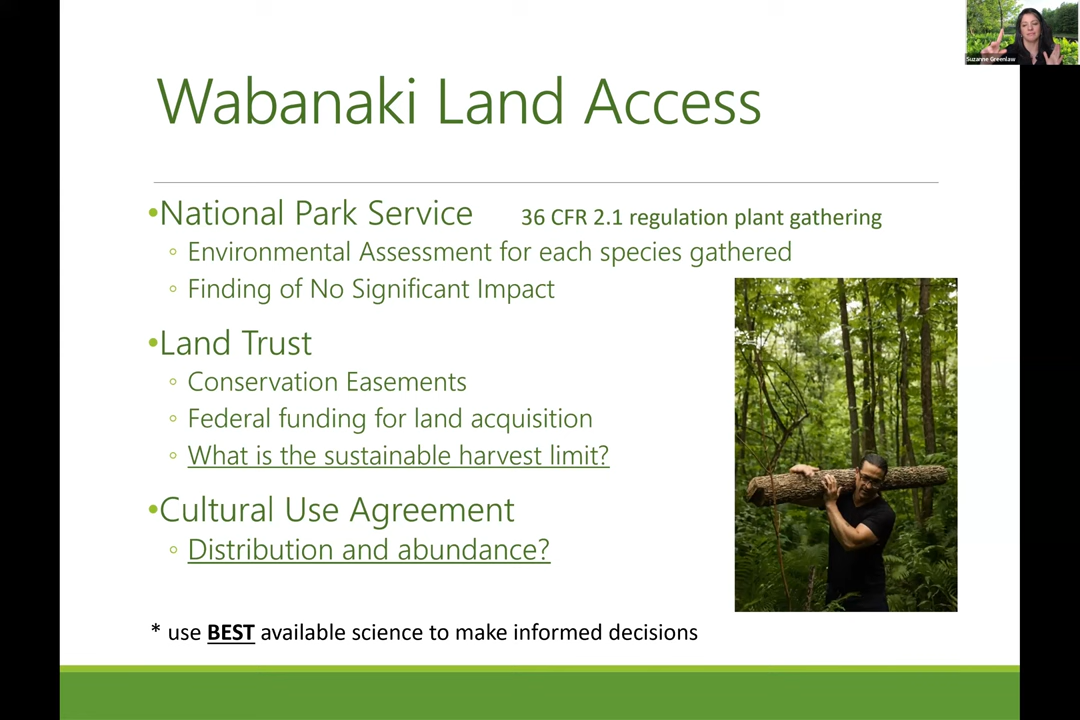 Suzanne Greenlaw
Wabanaki Land Access
•National Park Service 36 CFR 2.1 regulation plant gathering
◦ Environmental Assessment for each species gathered
◦ Finding of No Significant Impact
•Land Trust
◦ Conservation Easements
◦ Federal funding for land acquisition
◦ What is the sustainable harvest limit?
•Cultural Use Agreement
◦ Distribution and abundance?
* use BEST available science to make informed decisions